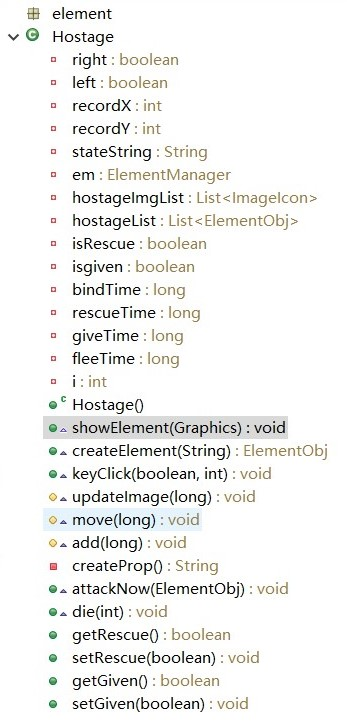 element
Hostage
right : boolean
left : boolean
recordX : int
recordY : int
stateString : String
em : ElementManager
hostageImgList : List<ImageIcon>
hostageList : List<ElementObj>
isRescue : boolean
isgiven : boolean
bindTime : long
rescueTime : long
giveTime : long
fleeTime : long
i : int
Hostage()
showElement(Graphics) : void
createElement(String) : ElementObj
keyClick(boolean, int) : void
updateImage(long) : void
move(long) : void
add(long) : void
createProp() : String
attackNow(ElementObj) : void
die(int) : void
getRescue() : boolean
setRescue(boolean) : void
getGiven() : boolean
setGiven(boolean) : void